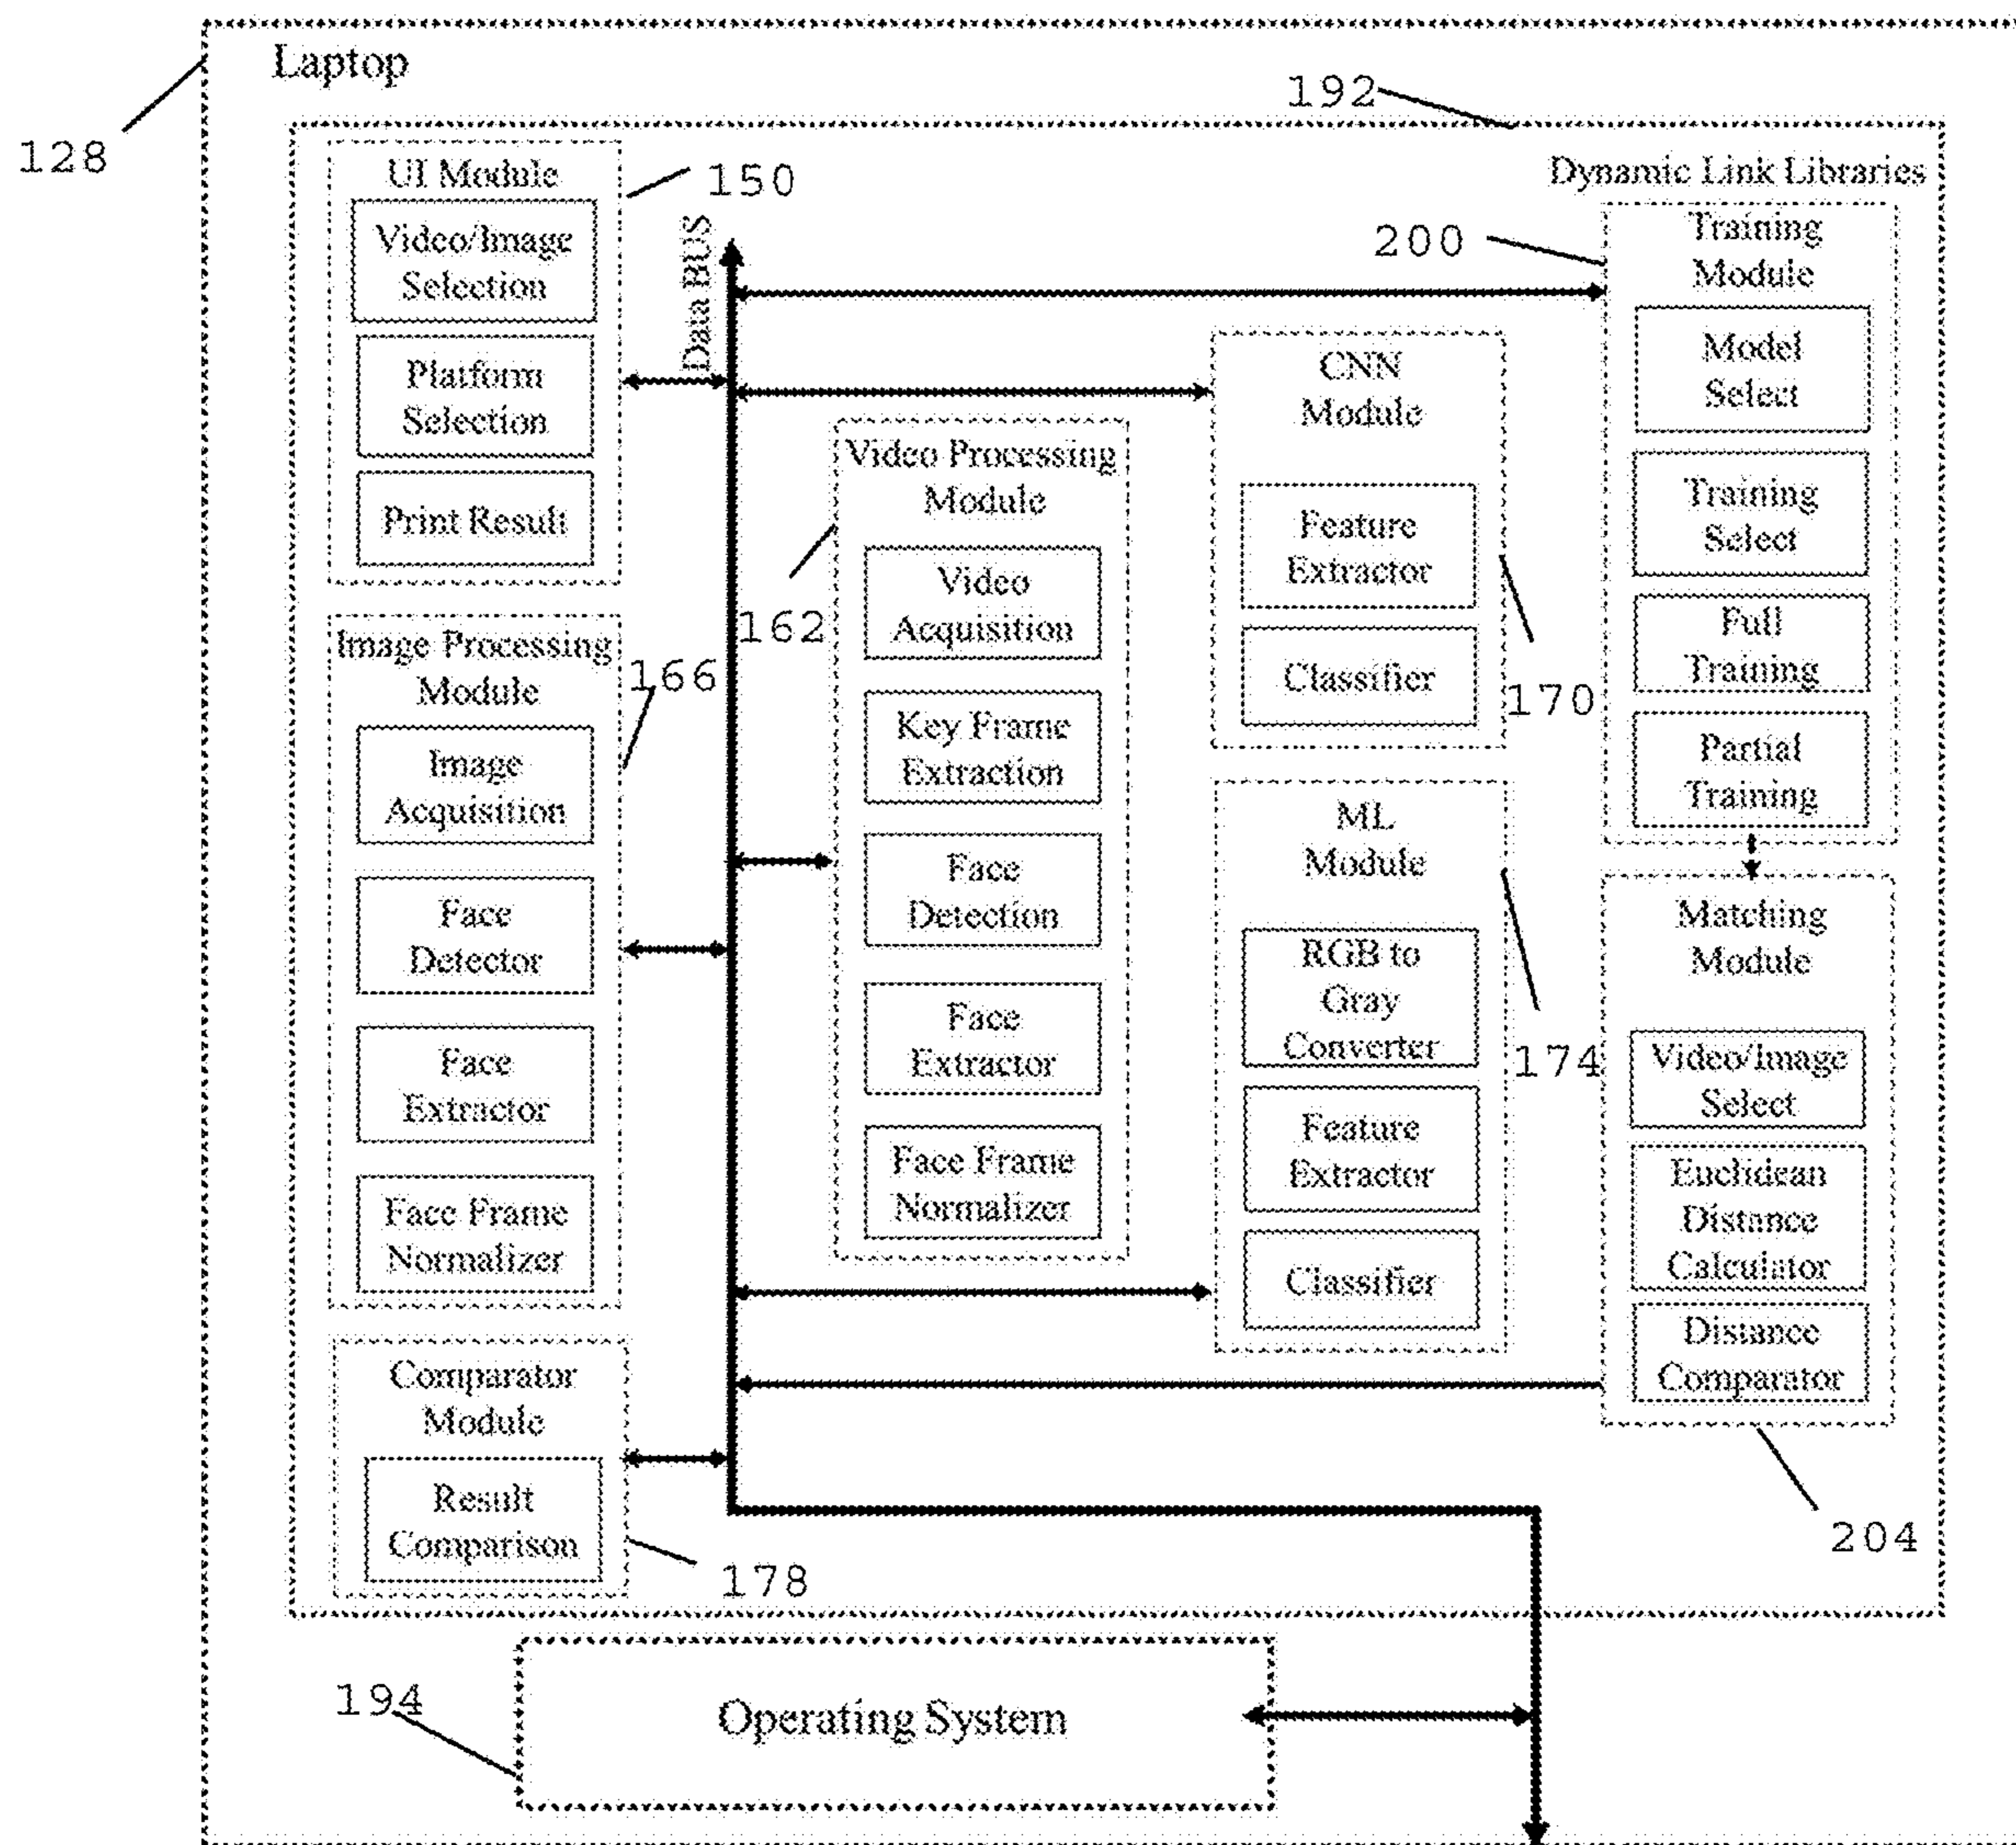 Laptop
128
192
Dynamic Link Libraries
UI Module
150
Video/Image
Selection
Platform
Selection
Print Result
Data BUS
Image Processing
Module
166
Image
Acquisition
Face
Detector
Face
Extractor
Face Frame
Normalizer
Comparator
Module
Result
Comparison
178
Video Processing
Module
162
Video
Acquisition
Key Frame
Extraction
Face
Detection
Face
Extractor
Face Frame
Normalizer
CNN
Module
Feature
Extractor
Classifier
170
ML
Module
RGB to
Gray
Converter
Feature
Extractor
Classifier
174
200
Training
Module
Model
Select
Training
Select
Full
Training
Partial
Training
Matching
Module
Video/Image
Select
Euclidean
Distance
Calculator
Distance
Comparator
204
194
Operating System